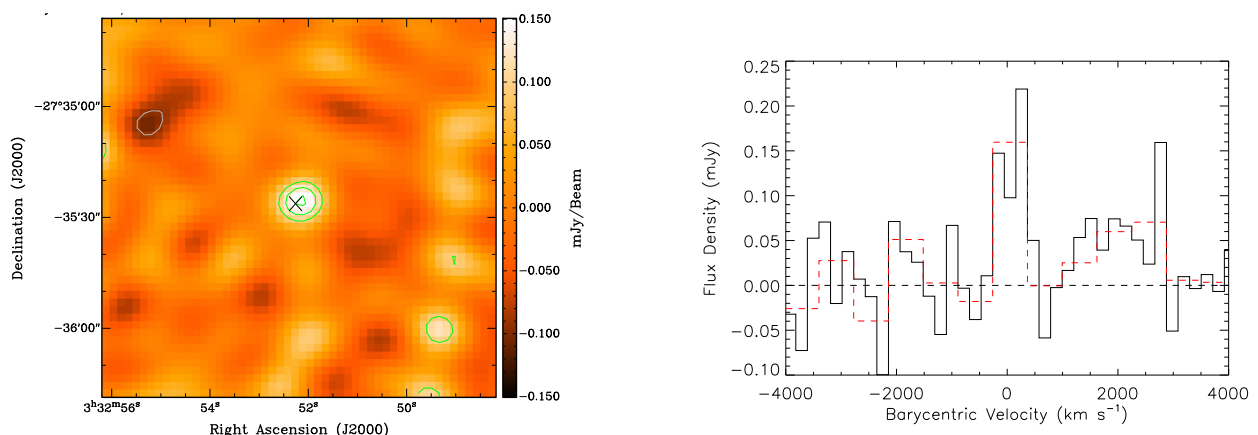 0.150
0.100
0.050
0.000
−0.050
−0.100
−0.150
mJy/Beam
−27°35'00"
−35'30"
−36'00"
Declination (J2000)
3ʰ32ᵐ56ˢ 54ˢ 52ˢ 50ˢ
Right Ascension (J2000)
0.25
0.20
0.15
0.10
0.05
0.00
−0.05
−0.10
Flux Density (mJy)
−4000 −2000 0 2000 4000
Barycentric Velocity (km s⁻¹)